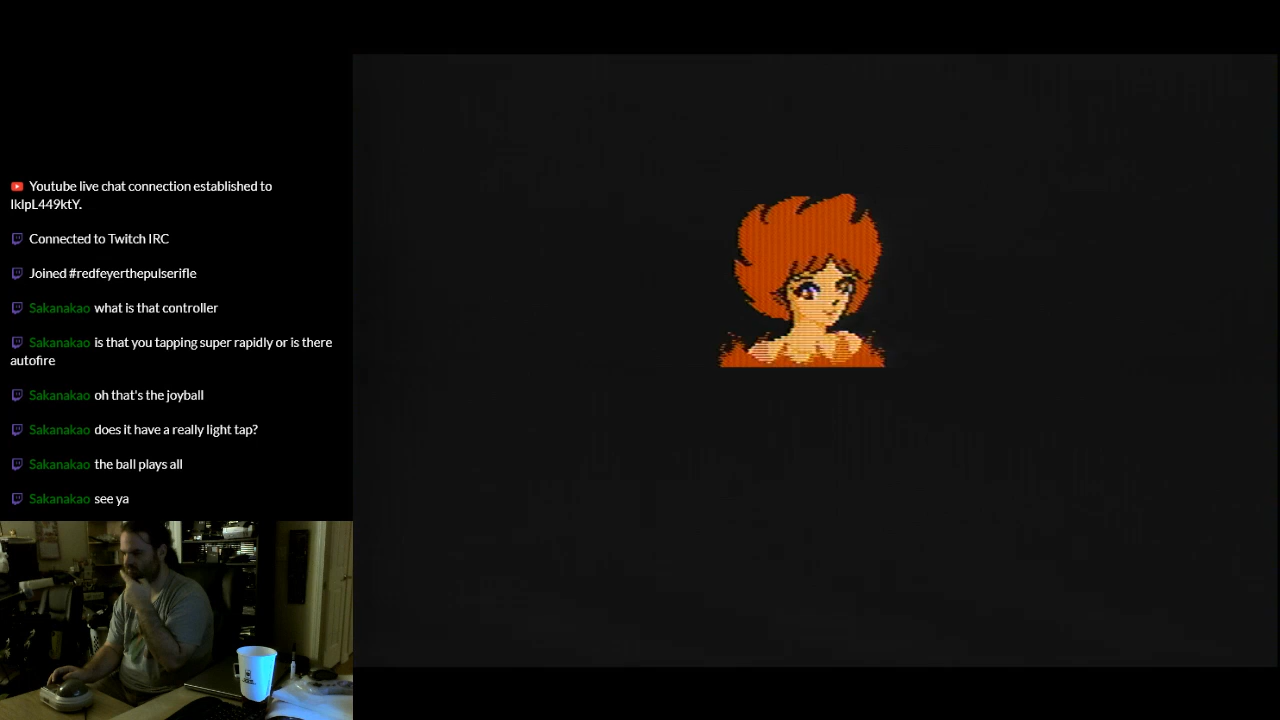 Youtube live chat connection established to
lklpL449ktY.
Connected to Twitch IRC
Joined #redfeyerthepulserifle
Sakanakao what is that controller
Sakanakao is that you tapping super rapidly or is there
autofire
Sakanakao oh that's the joyball
Sakanakao does it have a really light tap?
Sakanakao the ball plays all
Sakanakao see ya